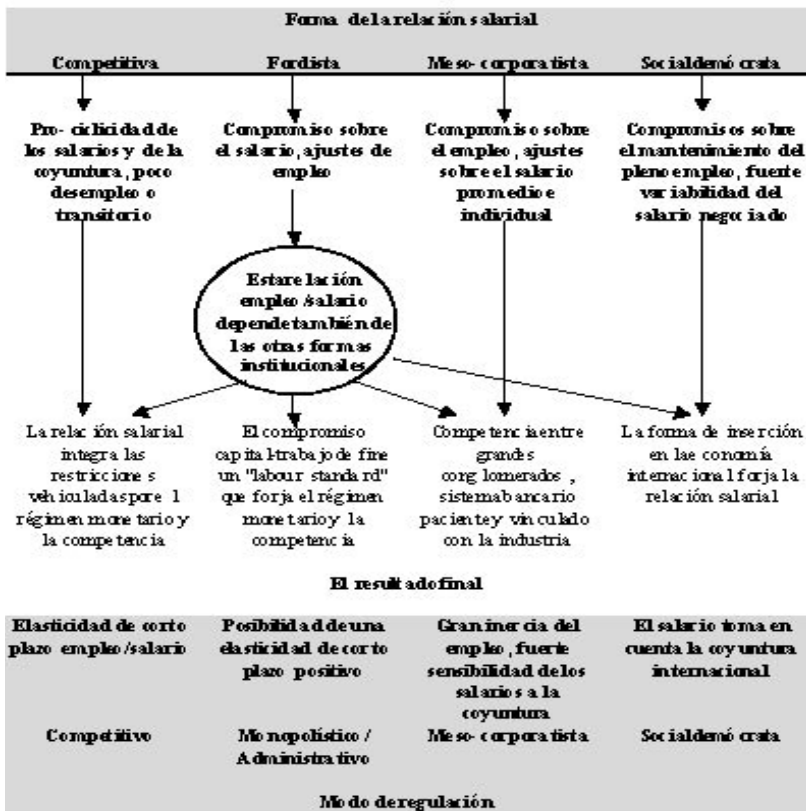 Forma de la relación salarial
Competitiva
Fordista
Meso- corporatista
Socialdemó crata
Pro- ciclicidad de
los salarios y de la
coyuntura, poco
desempleo o
transitorio
Compromiso sobre
el salario, ajustes de
empleo
Compromiso sobre
el empleo, ajustes
sobre el salario
promedio e
individual
Compromisos sobre
el mantenimiento del
pleno empleo, fuerte
variabilidad del
salario negociado
Esta relación
empleo /salario
depende también de
las otras formas
institucionales
La relación salarial
integra las
restricciones
vehiculadas por el
régimen monetario y
la competencia
El compromiso
capital-trabajo define
un "labour standard"
que forja el régimen
monetario y la
competencia
Competencia entre
grandes
conglomerados ,
sistema bancario
paciente y vinculado
con la industria
La forma de inserción
en la economía
internacional forja la
relación salarial
El resultado final
Elasticidad de corto
plazo empleo/salario
Posibilidad de una
elasticidad de corto
plazo positivo
Gran inercia del
empleo, fuerte
sensibilidad de los
salarios a la
coyuntura
El salario toma en
cuenta la coyuntura
internacional
Competitivo
Monopolístico /
Administrativo
Meso- corporatista
Socialdemó crata
Modo de regulación